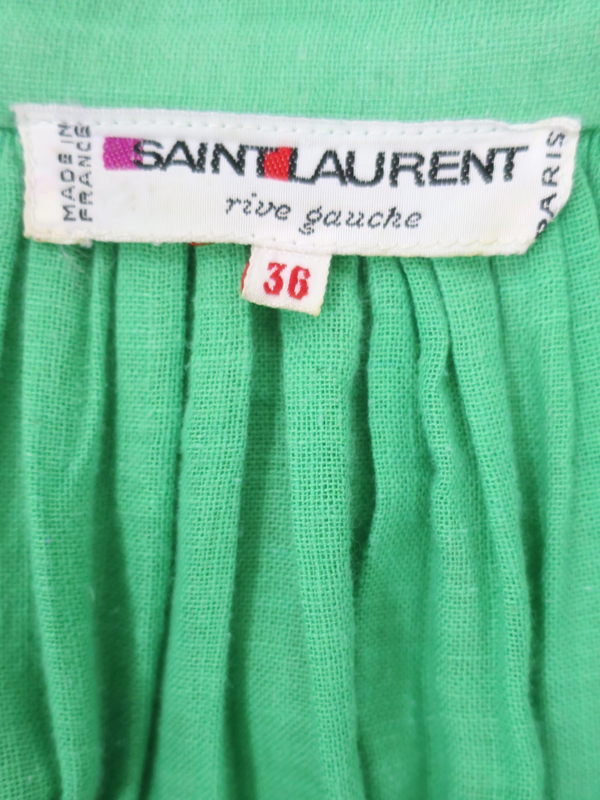 MADE IN
FRANCE
SAINT LAURENT
rive gauche
PARIS
36